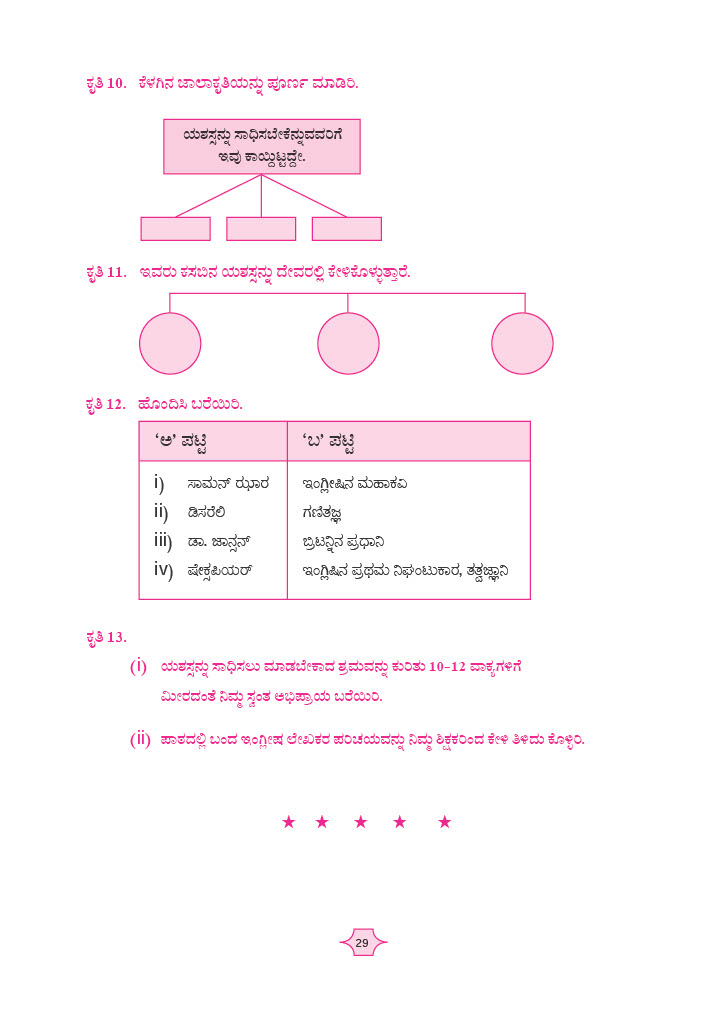 ಕೃತಿ 10. ಕೆಳಗಿನ ಜಾಲಾಕೃತಿಯನ್ನು ಪೂರ್ಣ ಮಾಡಿರಿ.
ಯಶಸ್ಸನ್ನು ಸಾಧಿಸಬೇಕೆನ್ನುವವರಿಗೆ
ಇವು ಕಾಯ್ದಿಟ್ಟದ್ದೇ.
ಕೃತಿ 11. ಇವರು ಕಸಬಿನ ಯಶಸ್ಸನ್ನು ದೇವರಲ್ಲಿ ಕೇಳಿಕೊಳ್ಳುತ್ತಾರೆ.
ಕೃತಿ 12. ಹೊಂದಿಸಿ ಬರೆಯಿರಿ.
‘ಅ’ ಪಟ್ಟಿ ‘ಬ’ ಪಟ್ಟಿ
i) ಸಾಮನ್ ಝಾರ ಇಂಗ್ಲೀಷಿನ ಮಹಾಕವಿ
ii) ಡಿಸರೆಲಿ ಗಣಿತಜ್ಞ
iii) ಡಾ. ಜಾನ್ಸನ್ ಬ್ರಿಟನ್ನಿನ ಪ್ರಧಾನಿ
iv) ಷೇಕ್ಸಪಿಯರ್ ಇಂಗ್ಲಿಷಿನ ಪ್ರಥಮ ನಿಘಂಟುಕಾರ, ತತ್ವಜ್ಞಾನಿ
ಕೃತಿ 13.
(i) ಯಶಸ್ಸನ್ನು ಸಾಧಿಸಲು ಮಾಡಬೇಕಾದ ಶ್ರಮವನ್ನು ಕುರಿತು 10-12 ವಾಕ್ಯಗಳಿಗೆ
ಮೀರದಂತೆ ನಿಮ್ಮ ಸ್ವಂತ ಅಭಿಪ್ರಾಯ ಬರೆಯಿರಿ.
(ii) ಪಾಠದಲ್ಲಿ ಬಂದ ಇಂಗ್ಲೀಷ ಲೇಖಕರ ಪರಿಚಯವನ್ನು ನಿಮ್ಮ ಶಿಕ್ಷಕರಿಂದ ಕೇಳಿ ತಿಳಿದು ಕೊಳ್ಳಿರಿ.
29